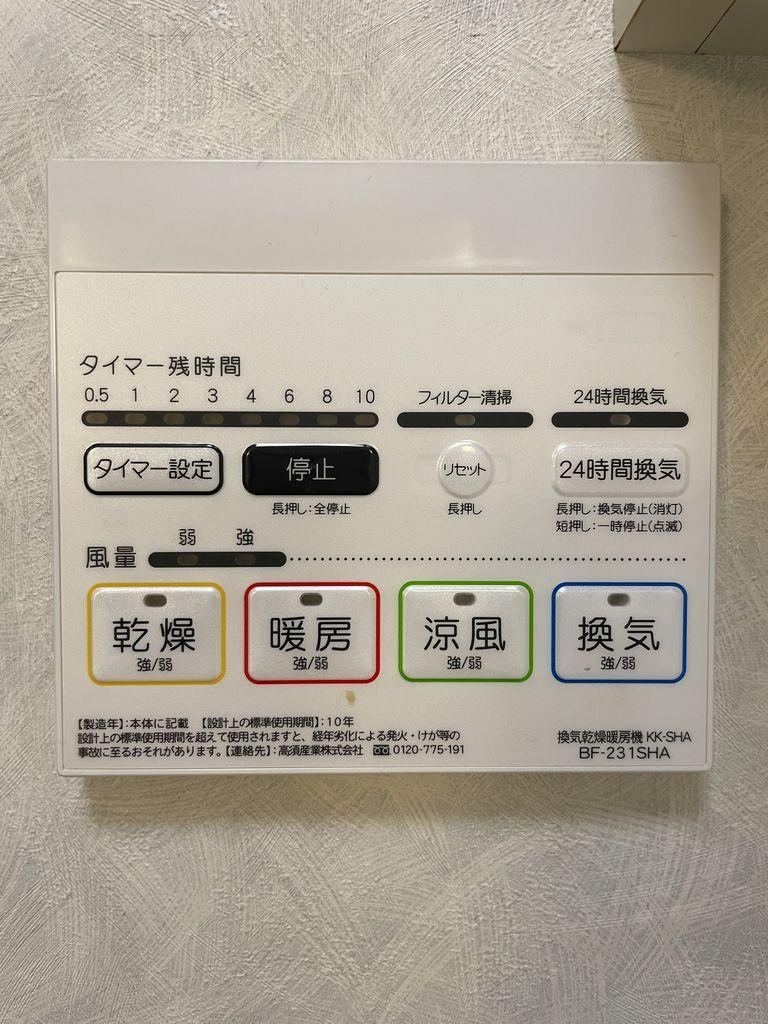 タイマー残時間
0.5 1 2 3 4 6 8 10 フィルター清掃 24時間換気
タイマー設定 停止 リセット 24時間換気
長押し:全停止 長押し 長押し:換気停止(消灯)
短押し:一時停止(点滅)
弱 強
風量
乾燥 暖房 涼風 換気
強/弱 強/弱 強/弱 強/弱
【製造年】:本体に記載 【設計上の標準使用期間】:10年
設計上の標準使用期間を超えて使用されますと、経年劣化による発火・けが等の
事故に至るおそれがあります。【連絡先】:高須産業株式会社 0120-775-191
換気乾燥暖房機 KK-SHA
BF-231SHA